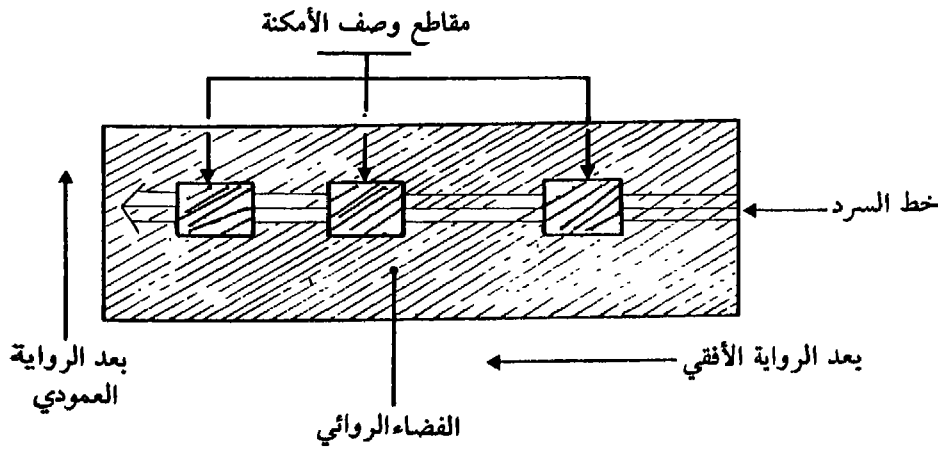 مقاطع وصف الأمكنة
خط السرد
بعد الرواية الأفقي
بعد الرواية
العمودي
الفضاء الروائي